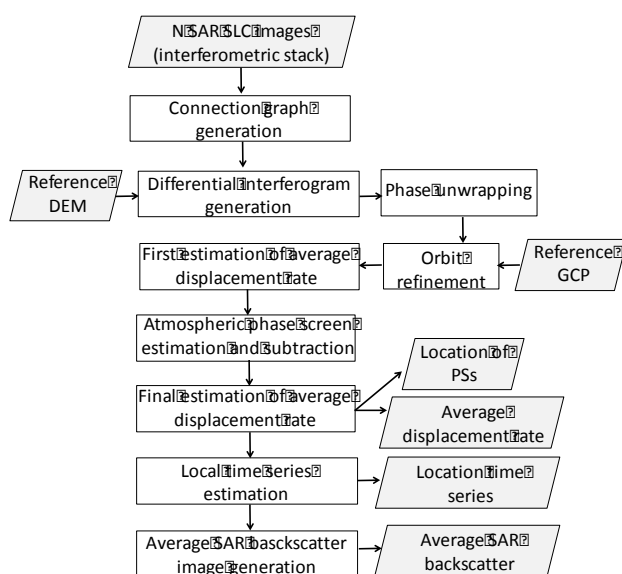 N SAR SLC images
(interferometric stack)
Connection graph
generation
Reference
DEM
Differential interferogram
generation
Phase unwrapping
First estimation of average
displacement rate
Orbit
refinement
Reference
GCP
Atmospheric phase screen
estimation and subtraction
Location of
PSs
Final estimation of average
displacement rate
Average
displacement rate
Local time series
estimation
Location time
series
Average SAR basckscatter
image generation
Average SAR
backscatter